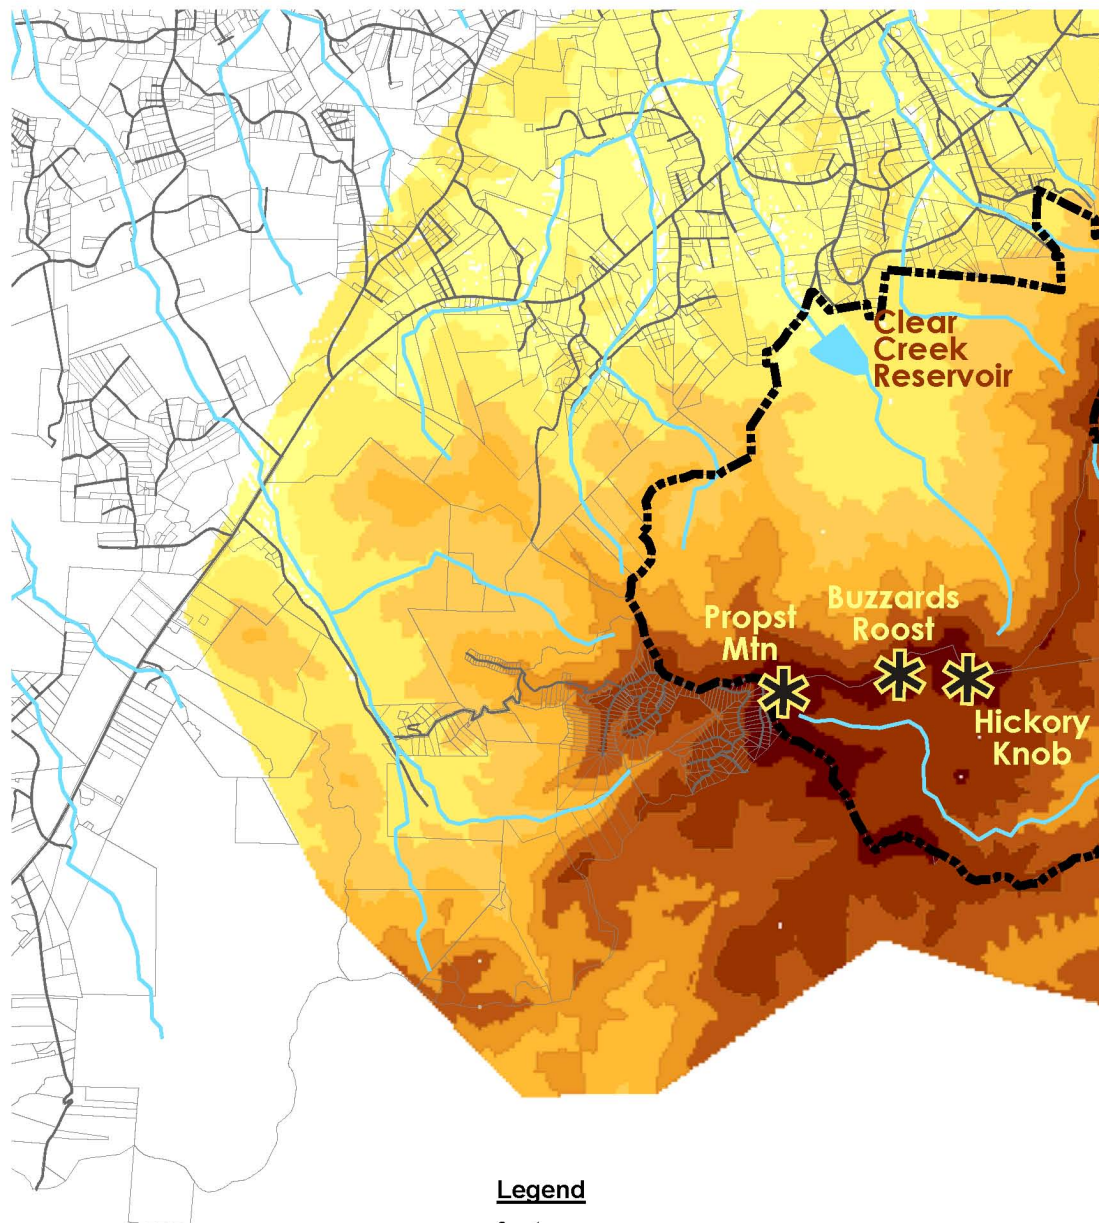 Clear
Creek
Reservoir
Buzzards
Roost
Propst
Mtn
Hickory
Knob
Legend